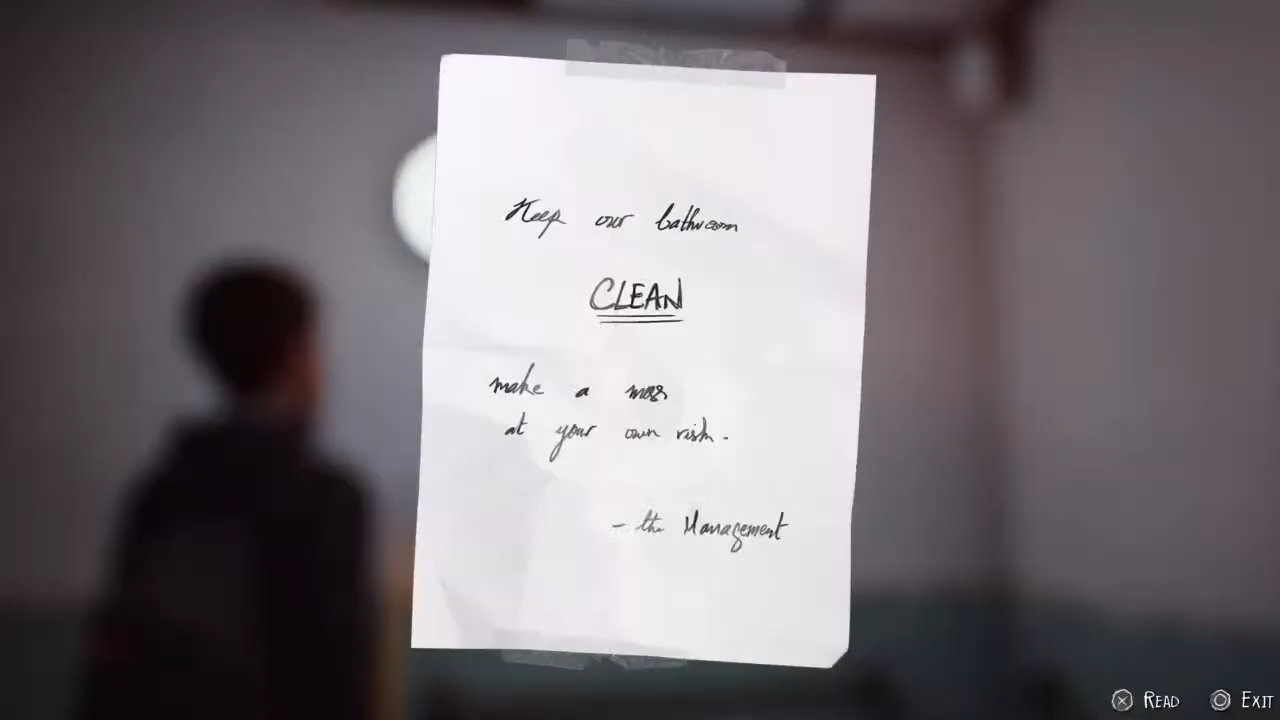 Keep our bathroom
CLEAN
make a mess
at your own risk.
- the Management
READ EXIT